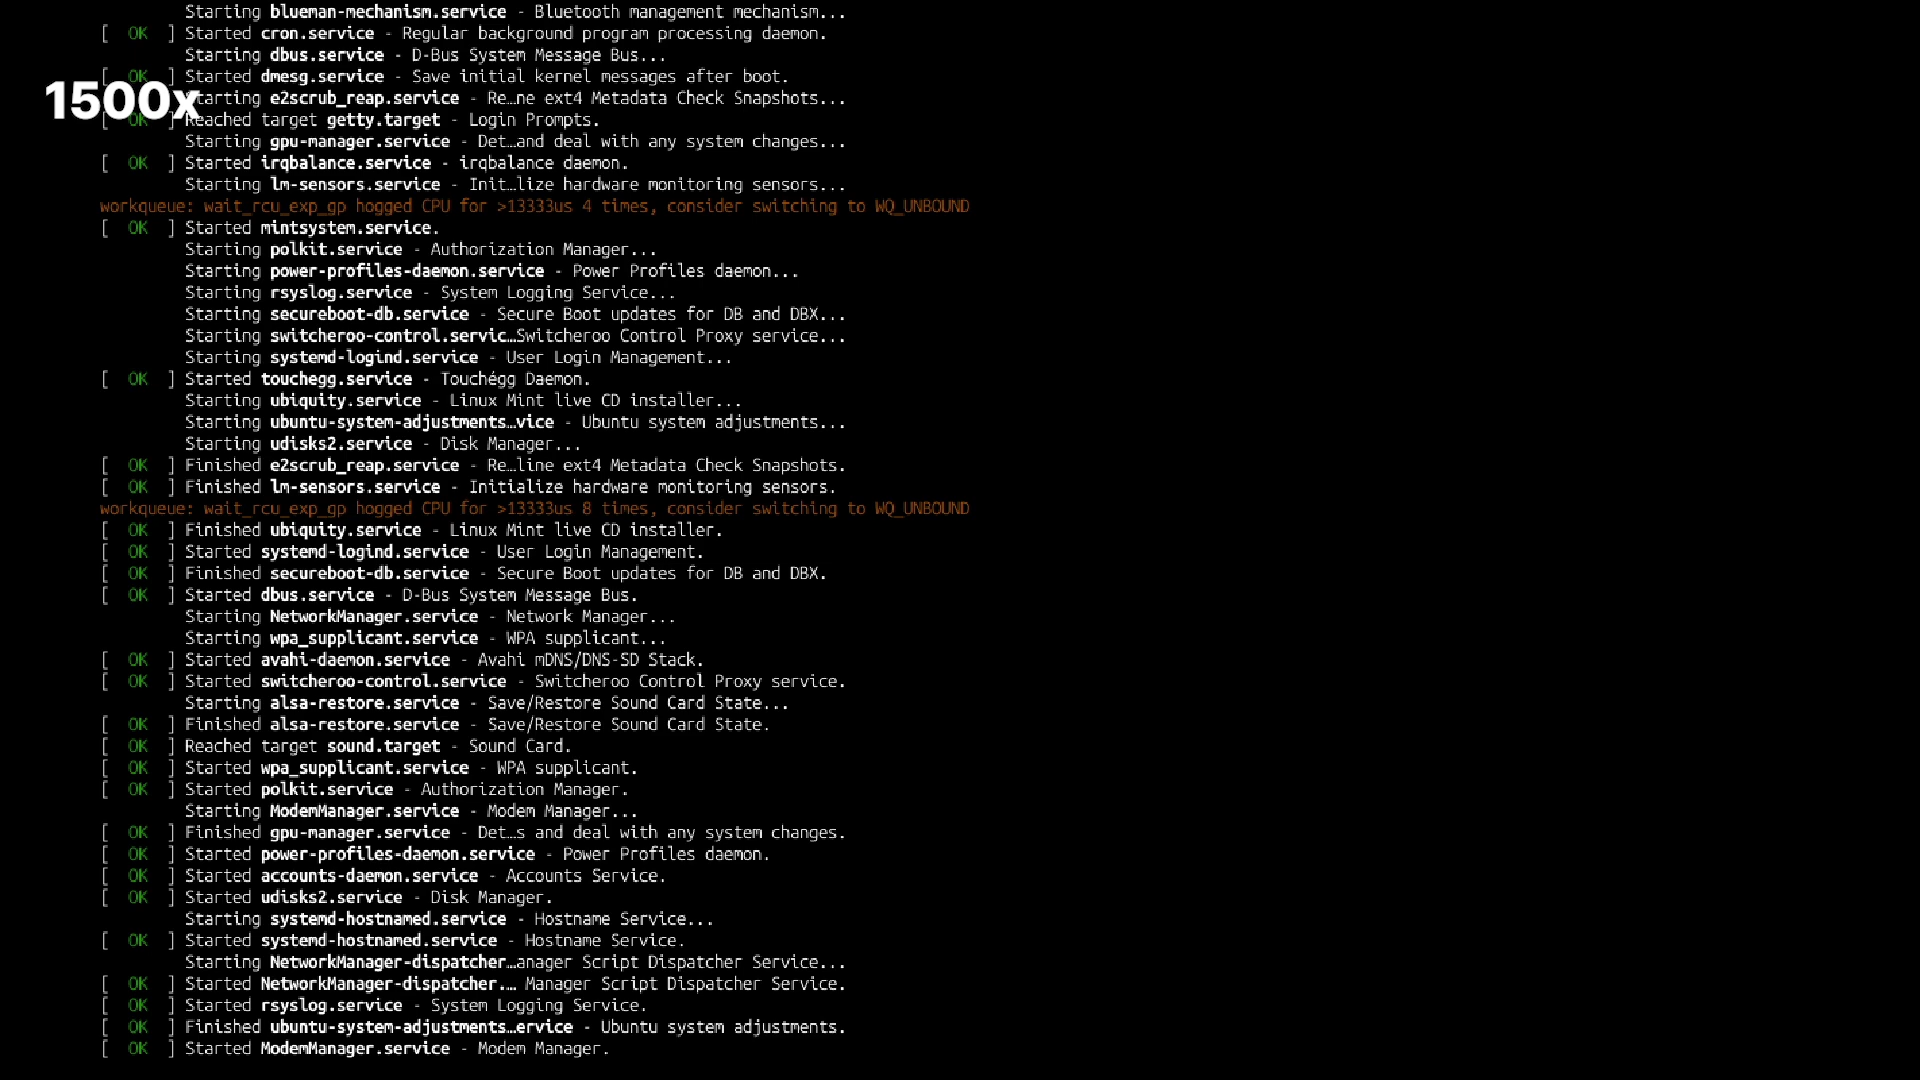 Starting blueman-mechanism.service - Bluetooth management mechanism...
[  OK  ] Started cron.service - Regular background program processing daemon.
Starting dbus.service - D-Bus System Message Bus...
[  OK  ] Started dmesg.service - Save initial kernel messages after boot.
1500x
Starting e2scrub_reap.service - Re…ne ext4 Metadata Check Snapshots...
[  OK  ] Reached target getty.target - Login Prompts.
Starting gpu-manager.service - Det…and deal with any system changes...
[  OK  ] Started irqbalance.service - irqbalance daemon.
Starting lm-sensors.service - Init…lize hardware monitoring sensors...
workqueue: wait_rcu_exp_gp hogged CPU for >13333us 4 times, consider switching to WQ_UNBOUND
[  OK  ] Started mintsystem.service.
Starting polkit.service - Authorization Manager...
Starting power-profiles-daemon.service - Power Profiles daemon...
Starting rsyslog.service - System Logging Service...
Starting secureboot-db.service - Secure Boot updates for DB and DBX...
Starting switcheroo-control.servic…Switcheroo Control Proxy service...
Starting systemd-logind.service - User Login Management...
[  OK  ] Started touchegg.service - Touchégg Daemon.
Starting ubiquity.service - Linux Mint live CD installer...
Starting ubuntu-system-adjustments…vice - Ubuntu system adjustments...
Starting udisks2.service - Disk Manager...
[  OK  ] Finished e2scrub_reap.service - Re…line ext4 Metadata Check Snapshots.
[  OK  ] Finished lm-sensors.service - Initialize hardware monitoring sensors.
workqueue: wait_rcu_exp_gp hogged CPU for >13333us 8 times, consider switching to WQ_UNBOUND
[  OK  ] Finished ubiquity.service - Linux Mint live CD installer.
[  OK  ] Started systemd-logind.service - User Login Management.
[  OK  ] Finished secureboot-db.service - Secure Boot updates for DB and DBX.
[  OK  ] Started dbus.service - D-Bus System Message Bus.
Starting NetworkManager.service - Network Manager...
Starting wpa_supplicant.service - WPA supplicant...
[  OK  ] Started avahi-daemon.service - Avahi mDNS/DNS-SD Stack.
[  OK  ] Started switcheroo-control.service - Switcheroo Control Proxy service.
Starting alsa-restore.service - Save/Restore Sound Card State...
[  OK  ] Finished alsa-restore.service - Save/Restore Sound Card State.
[  OK  ] Reached target sound.target - Sound Card.
[  OK  ] Started wpa_supplicant.service - WPA supplicant.
[  OK  ] Started polkit.service - Authorization Manager.
Starting ModemManager.service - Modem Manager...
[  OK  ] Finished gpu-manager.service - Det…s and deal with any system changes.
[  OK  ] Started power-profiles-daemon.service - Power Profiles daemon.
[  OK  ] Started accounts-daemon.service - Accounts Service.
[  OK  ] Started udisks2.service - Disk Manager.
Starting systemd-hostnamed.service - Hostname Service...
[  OK  ] Started systemd-hostnamed.service - Hostname Service.
Starting NetworkManager-dispatcher…anager Script Dispatcher Service...
[  OK  ] Started NetworkManager-dispatcher.… Manager Script Dispatcher Service.
[  OK  ] Started rsyslog.service - System Logging Service.
[  OK  ] Finished ubuntu-system-adjustments…ervice - Ubuntu system adjustments.
[  OK  ] Started ModemManager.service - Modem Manager.